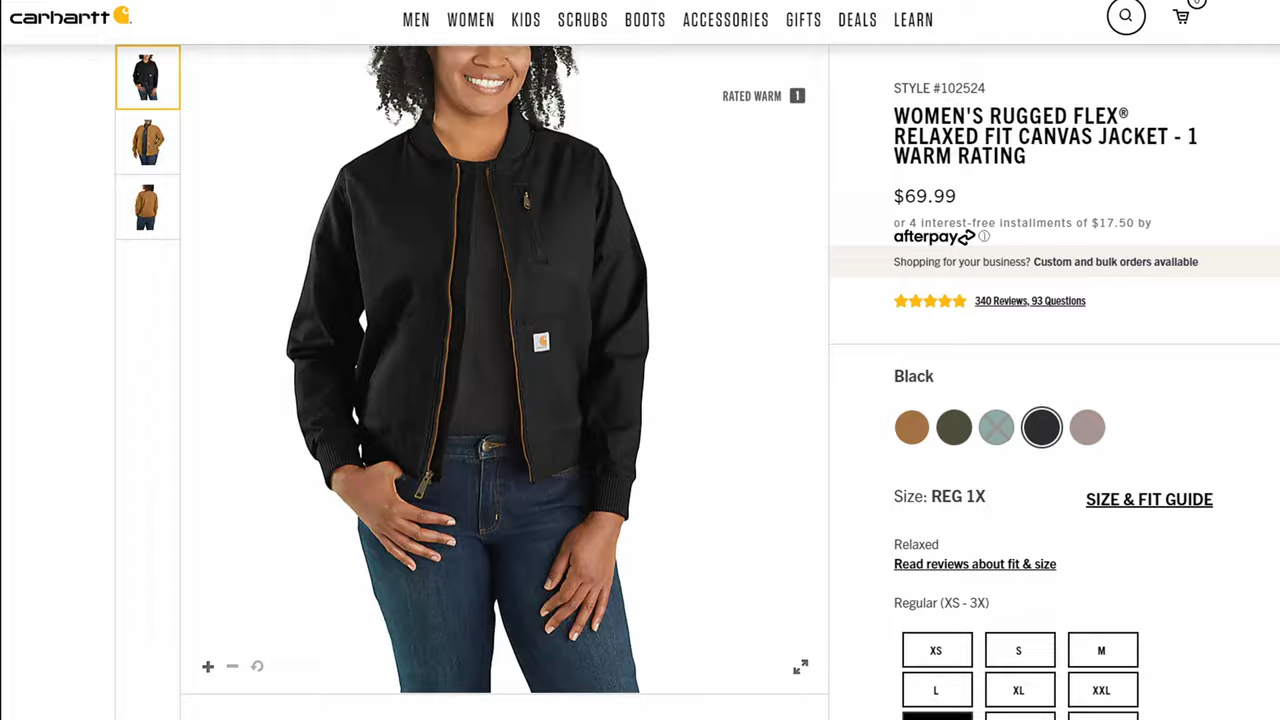 carhartt
MEN WOMEN KIDS SCRUBS BOOTS ACCESSORIES GIFTS DEALS LEARN
0
RATED WARM 1
STYLE #102524
WOMEN'S RUGGED FLEX®
RELAXED FIT CANVAS JACKET - 1
WARM RATING
$69.99
or 4 interest-free installments of $17.50 by
afterpay
Shopping for your business? Custom and bulk orders available
340 Reviews, 93 Questions
Black
Size: REG 1X
SIZE & FIT GUIDE
Relaxed
Read reviews about fit & size
Regular (XS - 3X)
XS S M
L XL XXL